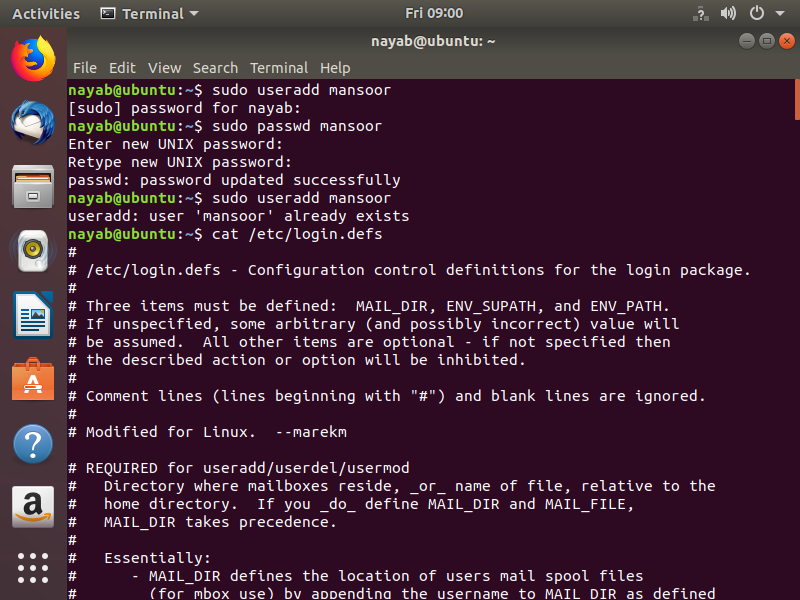 Activities Terminal Fri 09:00
nayab@ubuntu: ~
File Edit View Search Terminal Help
nayab@ubuntu:~$ sudo useradd mansoor
[sudo] password for nayab:
nayab@ubuntu:~$ sudo passwd mansoor
Enter new UNIX password:
Retype new UNIX password:
passwd: password updated successfully
nayab@ubuntu:~$ sudo useradd mansoor
useradd: user 'mansoor' already exists
nayab@ubuntu:~$ cat /etc/login.defs
#
# /etc/login.defs - Configuration control definitions for the login package.
#
# Three items must be defined:  MAIL_DIR, ENV_SUPATH, and ENV_PATH.
# If unspecified, some arbitrary (and possibly incorrect) value will
# be assumed.  All other items are optional - if not specified then
# the described action or option will be inhibited.
#
# Comment lines (lines beginning with "#") and blank lines are ignored.
#
# Modified for Linux.  --marekm

# REQUIRED for useradd/userdel/usermod
#   Directory where mailboxes reside, _or_ name of file, relative to the
#   home directory.  If you _do_ define MAIL_DIR and MAIL_FILE,
#   MAIL_DIR takes precedence.
#
#   Essentially:
#      - MAIL_DIR defines the location of users mail spool files
#        (for mbox use) by appending the username to MAIL_DIR as defined